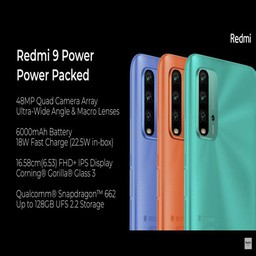 Redmi
Redmi 9 Power
Power Packed
48MP Quad Camera Array
Ultra-Wide Angle & Macro Lenses
6000mAh Battery
18W Fast Charge (22.5W in-box)
16.58cm(6.53) FHD+ IPS Display
Corning® Gorilla® Glass 3
Qualcomm® Snapdragon™ 662
Up to 128GB UFS 2.2 Storage